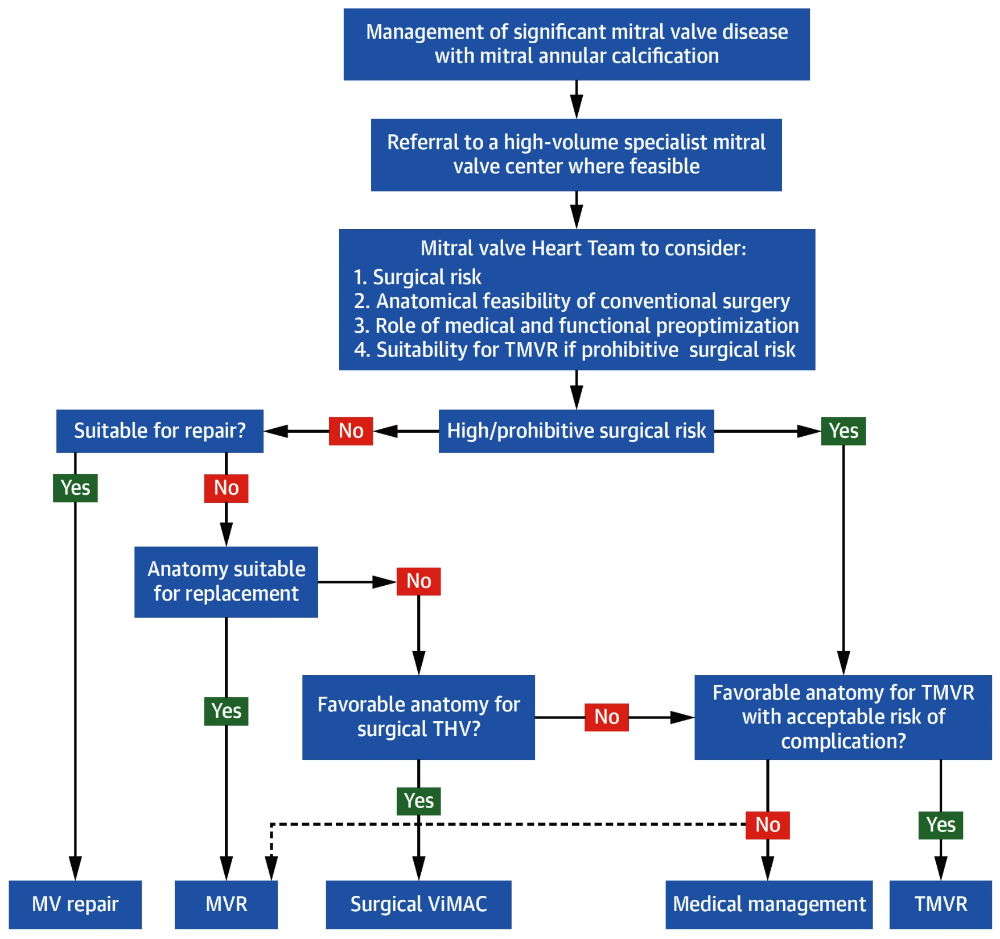 Management of significant mitral valve disease
with mitral annular calcification
Referral to a high-volume specialist mitral
valve center where feasible
Mitral valve Heart Team to consider:
1. Surgical risk
2. Anatomical feasibility of conventional surgery
3. Role of medical and functional preoptimization
4. Suitability for TMVR if prohibitive surgical risk
Suitable for repair?
No
High/prohibitive surgical risk
Yes
Yes
No
Anatomy suitable
for replacement
No
Yes
Favorable anatomy for
surgical THV?
No
Favorable anatomy for TMVR
with acceptable risk of
complication?
Yes
No
Yes
MV repair
MVR
Surgical ViMAC
Medical management
TMVR